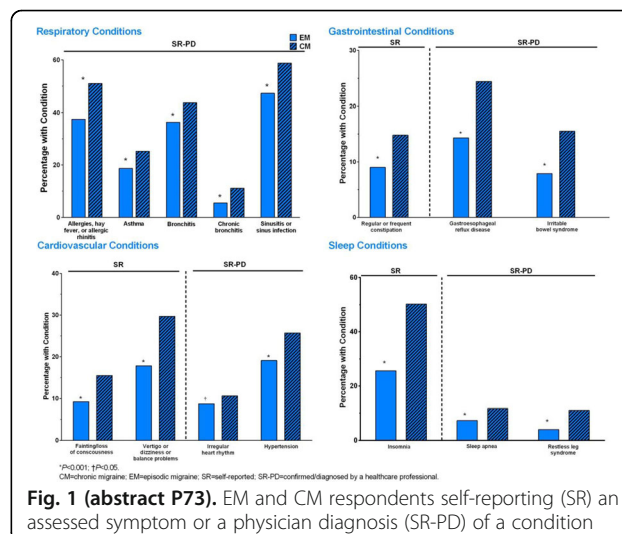 Respiratory Conditions
SR-PD
EM
CM
Percentage with Condition
60
40
20
0
*
*
*
*
*
Allergies, hay
fever, or allergic
rhinitis
Asthma
Bronchitis
Chronic
bronchitis
Sinusitis or
sinus infection
Gastrointestinal Conditions
SR
SR-PD
Percentage with Condition
30
20
10
0
*
*
*
Regular or frequent
constipation
Gastroesophageal
reflux disease
Irritable
bowel syndrome
Cardiovascular Conditions
SR
SR-PD
Percentage with Condition
40
30
20
10
0
*
*
†
*
Fainting/loss
of conscousness
Vertigo or
dizziness or
balance problems
Irregular
heart rhythm
Hypertension
Sleep Conditions
SR
SR-PD
Percentage with Condition
60
40
20
0
*
*
*
Insomnia
Sleep apnea
Restless leg
syndrome
*P<0.001; †P<0.05.
CM=chronic migraine; EM=episodic migraine; SR=self-reported; SR-PD=confirmed/diagnosed by a healthcare professional.
Fig. 1 (abstract P73). EM and CM respondents self-reporting (SR) an
assessed symptom or a physician diagnosis (SR-PD) of a condition